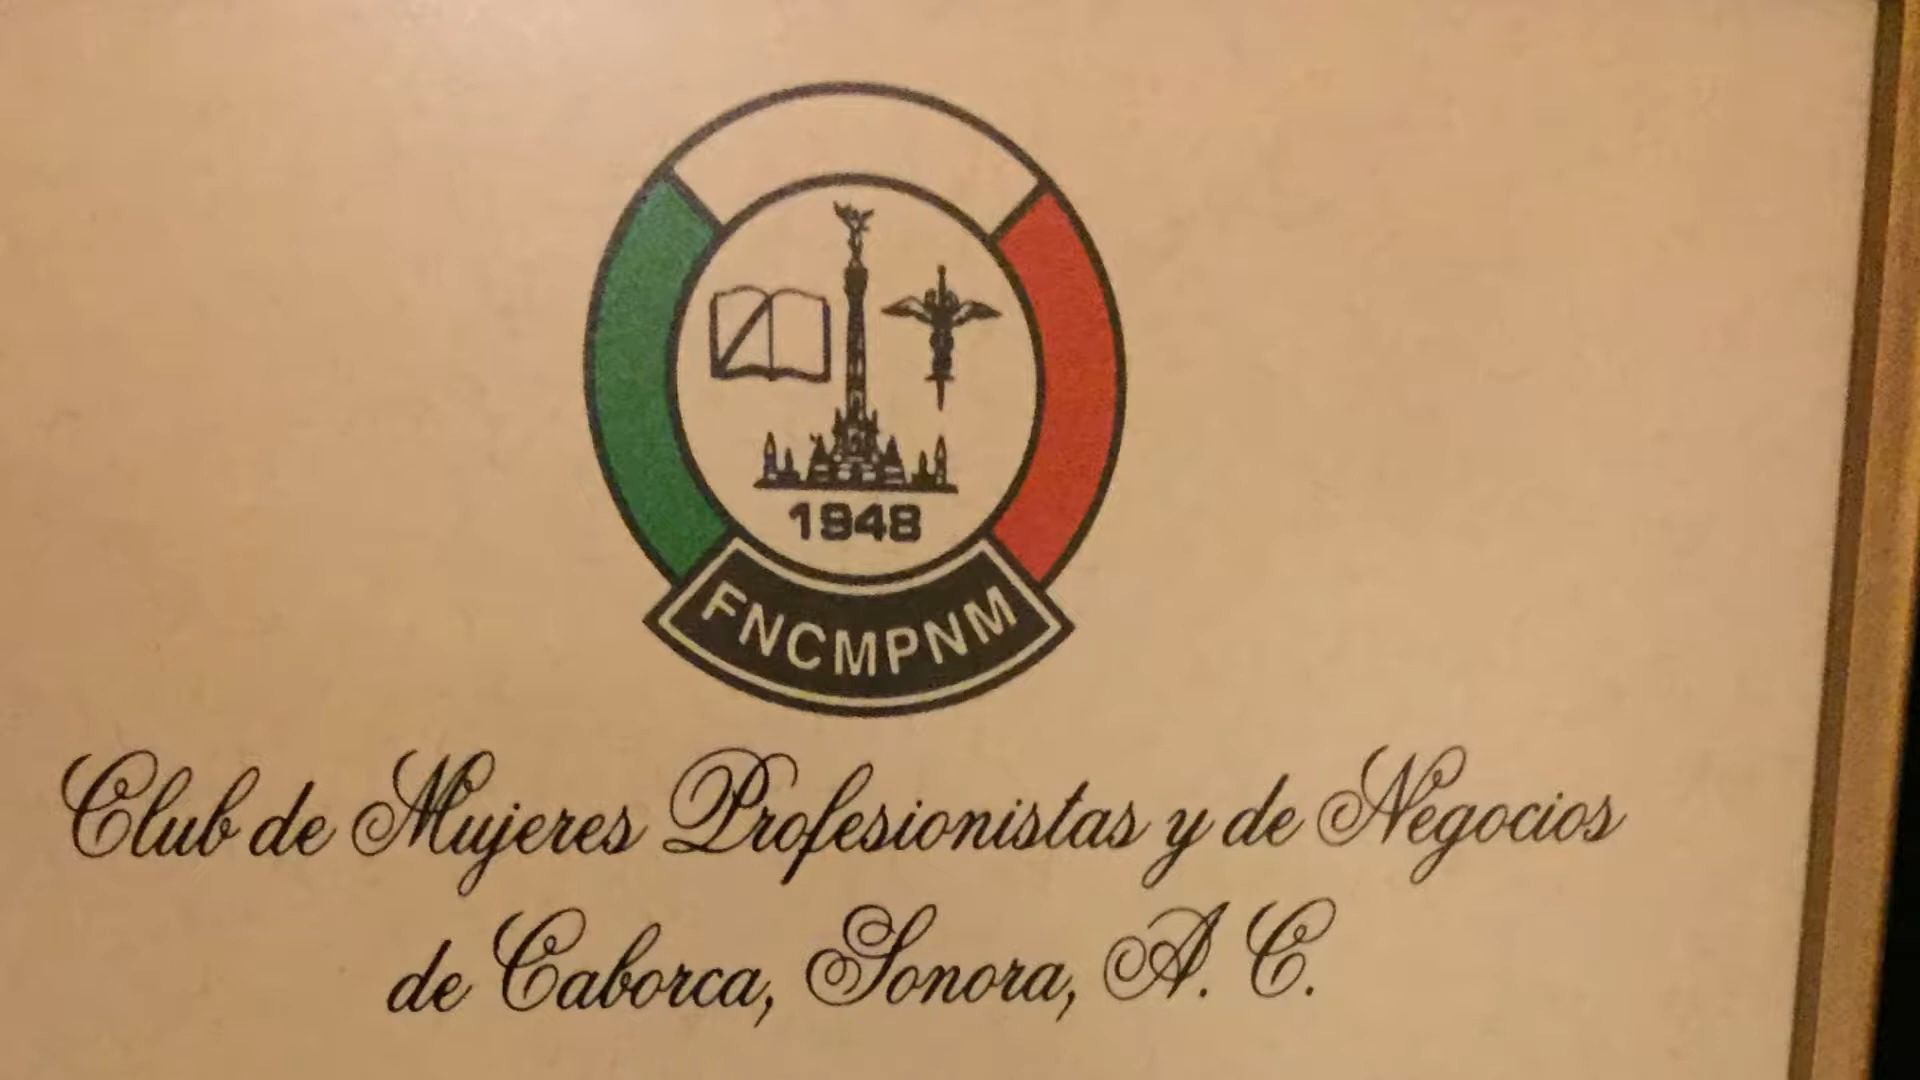 1948
FNCMPNM
Club de Mujeres Profesionistas y de Negocios
de Caborca, Sonora, A. C.